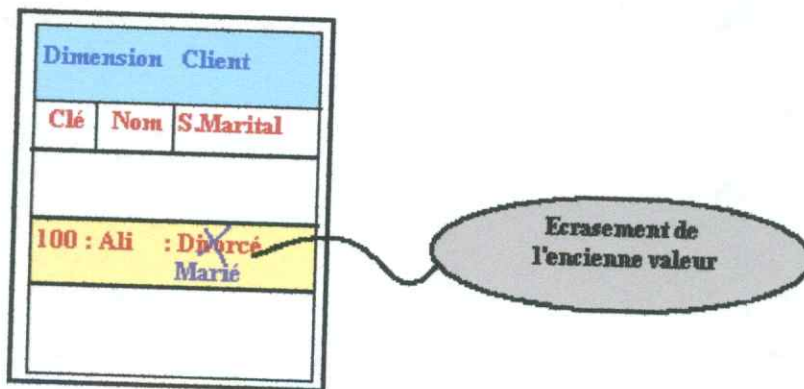 Dimension Client
Clé Nom S.Marital
100 : Ali : Divorcé
Marié
Ecrasement de
l'encienne valeur